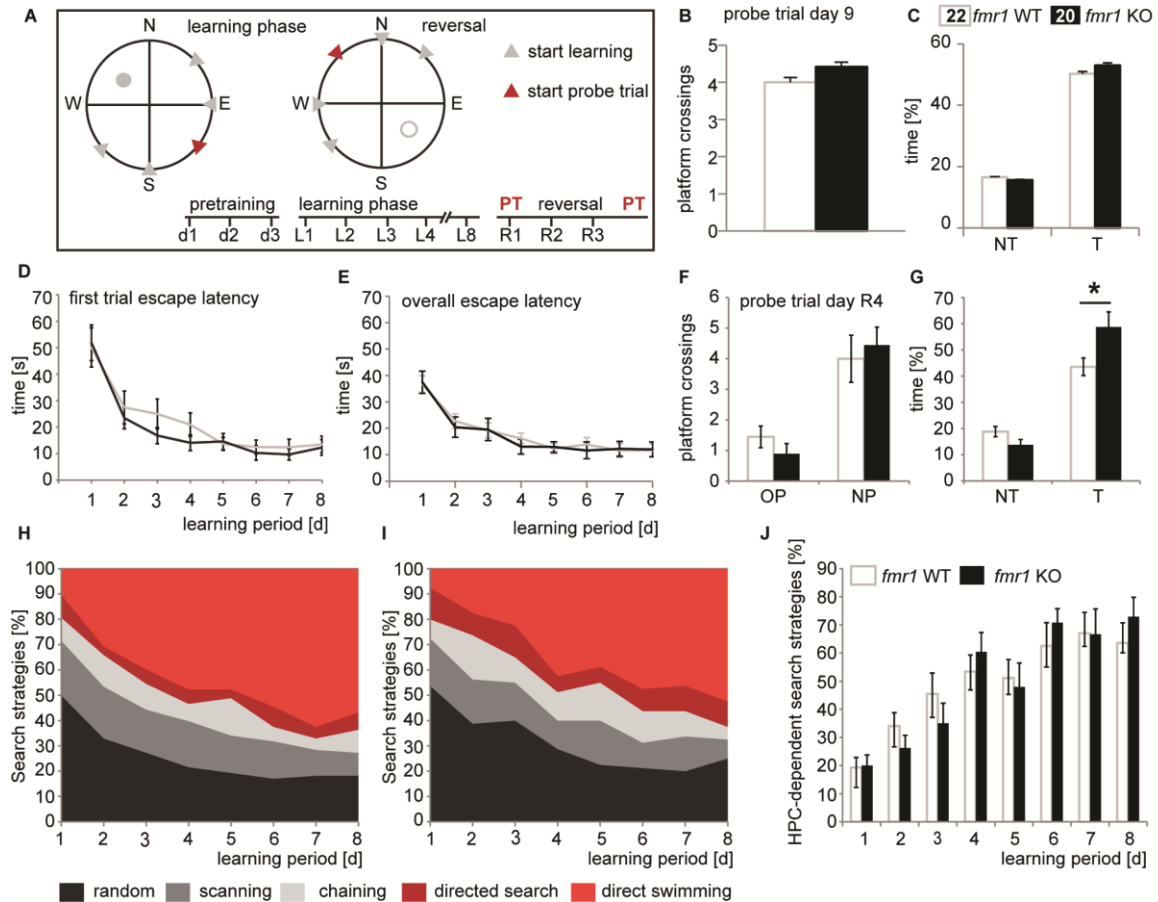 A
learning phase
reversal
N
W
E
S
N
W
E
S
start learning
start probe trial
pretraining
d1 d2 d3
learning phase
L1 L2 L3 L4 L8
PT reversal PT
R1 R2 R3
B
probe trial day 9
platform crossings
5
4
4
3
2
1
0
C
22 fmr1 WT 20 fmr1 KO
time [%]
60
40
20
0
NT T
D
first trial escape latency
time [s]
70
60
50
40
30
20
10
0
1 2 3 4 5 6 7 8
learning period [d]
E
overall escape latency
time [s]
70
60
50
40
30
20
10
0
1 2 3 4 5 6 7 8
learning period [d]
F
probe trial day R4
platform crossings
6
5
4
3
2
1
0
OP NP
G
*
time [%]
70
60
50
40
30
20
10
0
NT T
H
Search strategies [%]
100
90
80
70
60
50
40
30
20
10
0
1 2 3 4 5 6 7 8
learning period [d]
I
Search strategies [%]
100
90
80
70
60
50
40
30
20
10
0
1 2 3 4 5 6 7 8
learning period [d]
J
fmr1 WT fmr1 KO
HPC-dependent search strategies [%]
90
80
70
60
50
40
30
20
10
0
1 2 3 4 5 6 7 8
learning period [d]
random scanning chaining directed search direct swimming